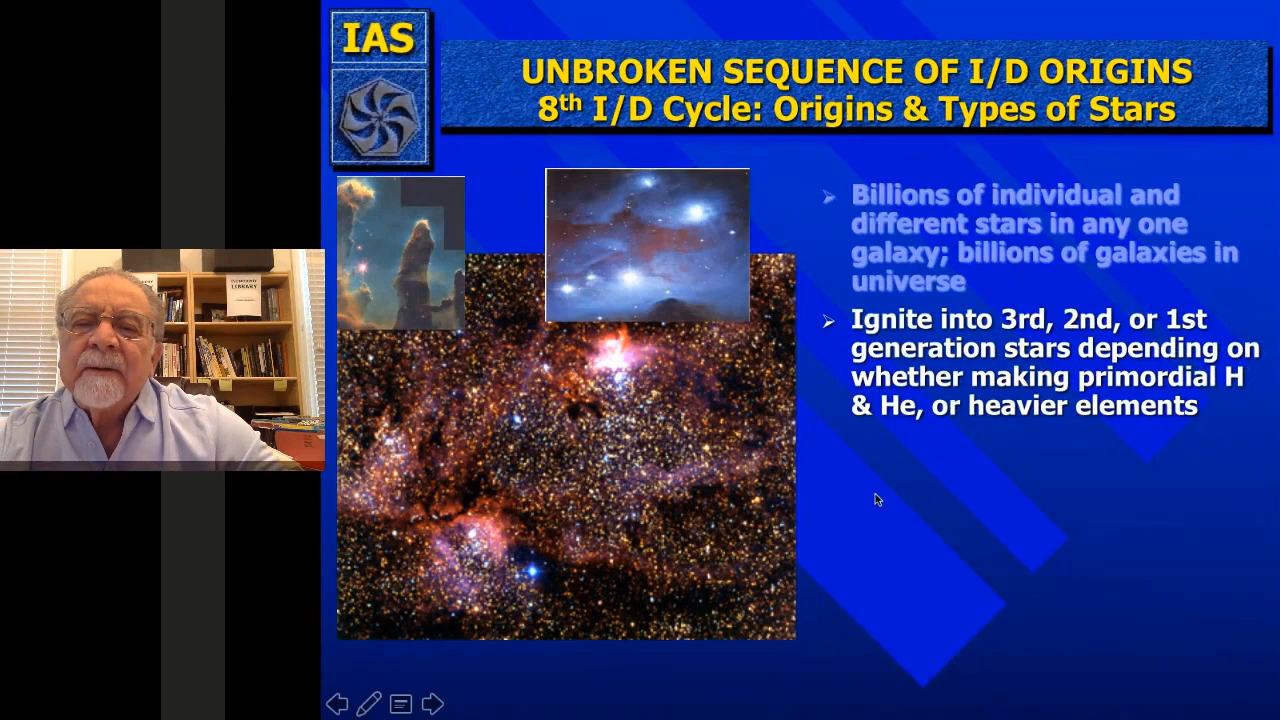 IAS
UNBROKEN SEQUENCE OF I/D ORIGINS
8th I/D Cycle: Origins & Types of Stars
Billions of individual and
different stars in any one
galaxy; billions of galaxies in
universe
Ignite into 3rd, 2nd, or 1st
generation stars depending on
whether making primordial H
& He, or heavier elements
LIBRARY